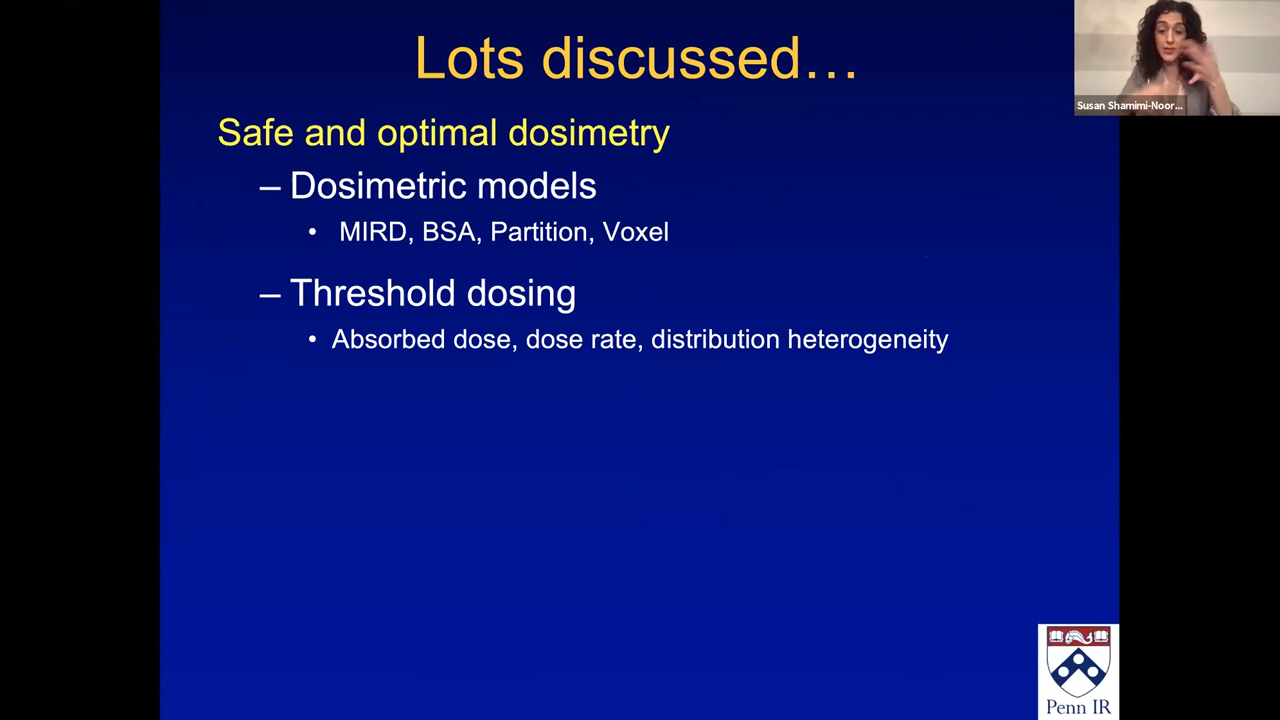 Lots discussed…
Susan Shamimi-Noor...
Safe and optimal dosimetry
– Dosimetric models
• MIRD, BSA, Partition, Voxel
– Threshold dosing
• Absorbed dose, dose rate, distribution heterogeneity
Penn IR